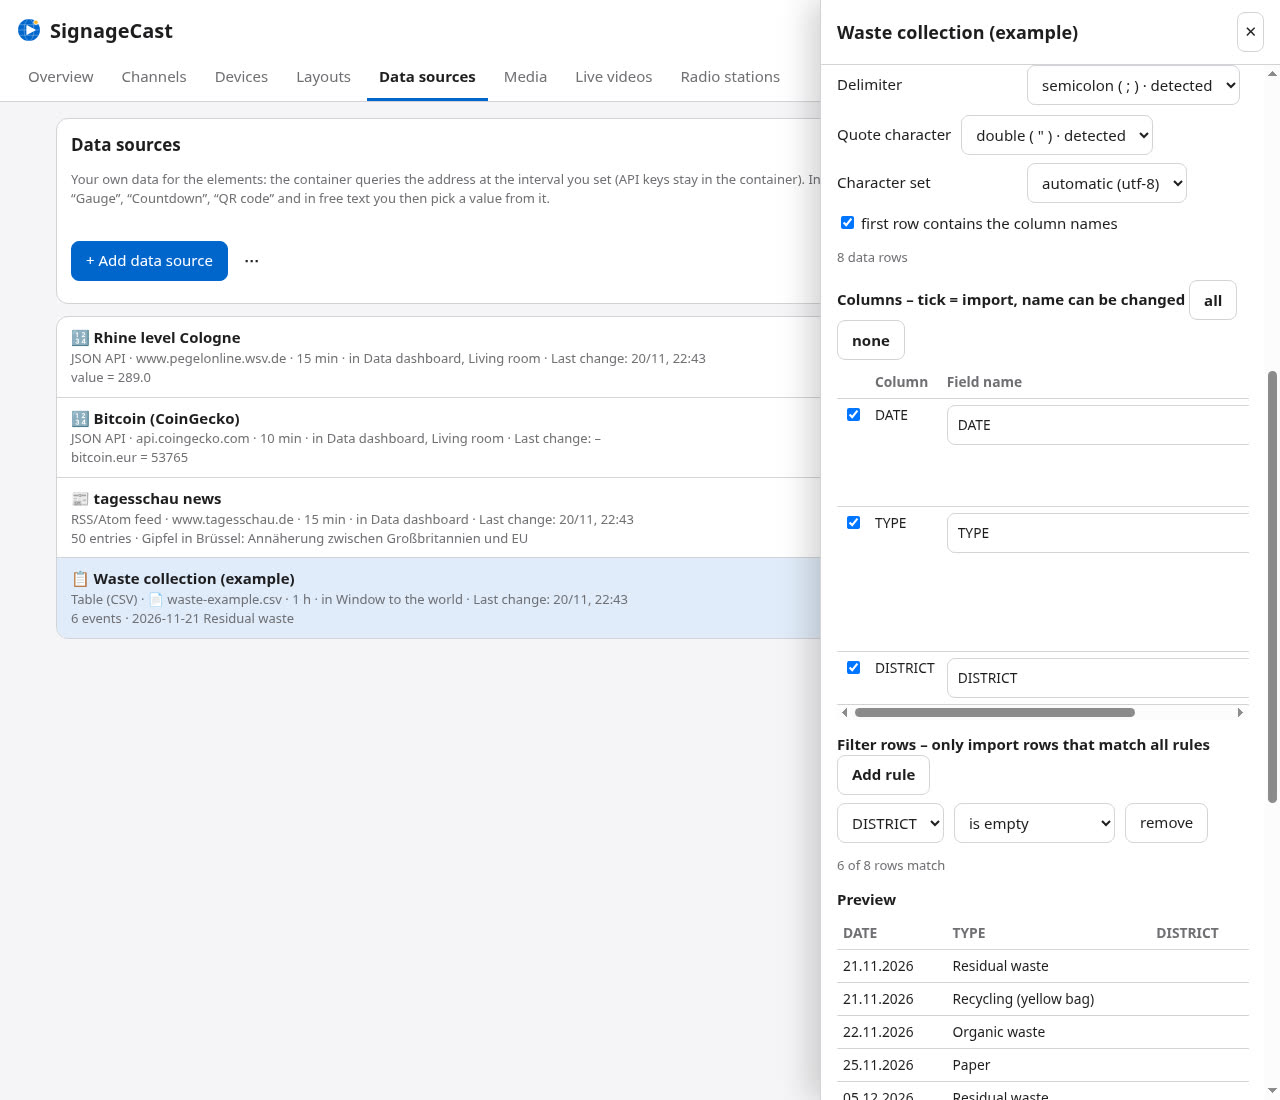 SignageCast
Overview
Channels
Devices
Layouts
Data sources
Media
Live videos
Radio stations
Data sources
Your own data for the elements: the container queries the address at the interval you set (API keys stay in the container). In
“Gauge”, “Countdown”, “QR code” and in free text you then pick a value from it.
+ Add data source
···
🔢 Rhine level Cologne
JSON API · www.pegelonline.wsv.de · 15 min · in Data dashboard, Living room · Last change: 20/11, 22:43
value = 289.0
🔢 Bitcoin (CoinGecko)
JSON API · api.coingecko.com · 10 min · in Data dashboard, Living room · Last change: –
bitcoin.eur = 53765
📰 tagesschau news
RSS/Atom feed · www.tagesschau.de · 15 min · in Data dashboard · Last change: 20/11, 22:43
50 entries · Gipfel in Brüssel: Annäherung zwischen Großbritannien und EU
📋 Waste collection (example)
Table (CSV) · 📄 waste-example.csv · 1 h · in Window to the world · Last change: 20/11, 22:43
6 events · 2026-11-21 Residual waste
Waste collection (example)
✕
Delimiter semicolon ( ; ) · detected
Quote character double ( " ) · detected
Character set automatic (utf-8)
first row contains the column names
8 data rows
Columns – tick = import, name can be changed all
none
Column Field name
DATE DATE
TYPE TYPE
DISTRICT DISTRICT
Filter rows – only import rows that match all rules
Add rule
DISTRICT is empty remove
6 of 8 rows match
Preview
DATE TYPE DISTRICT
21.11.2026 Residual waste
21.11.2026 Recycling (yellow bag)
22.11.2026 Organic waste
25.11.2026 Paper
05.12.2026 Residual waste